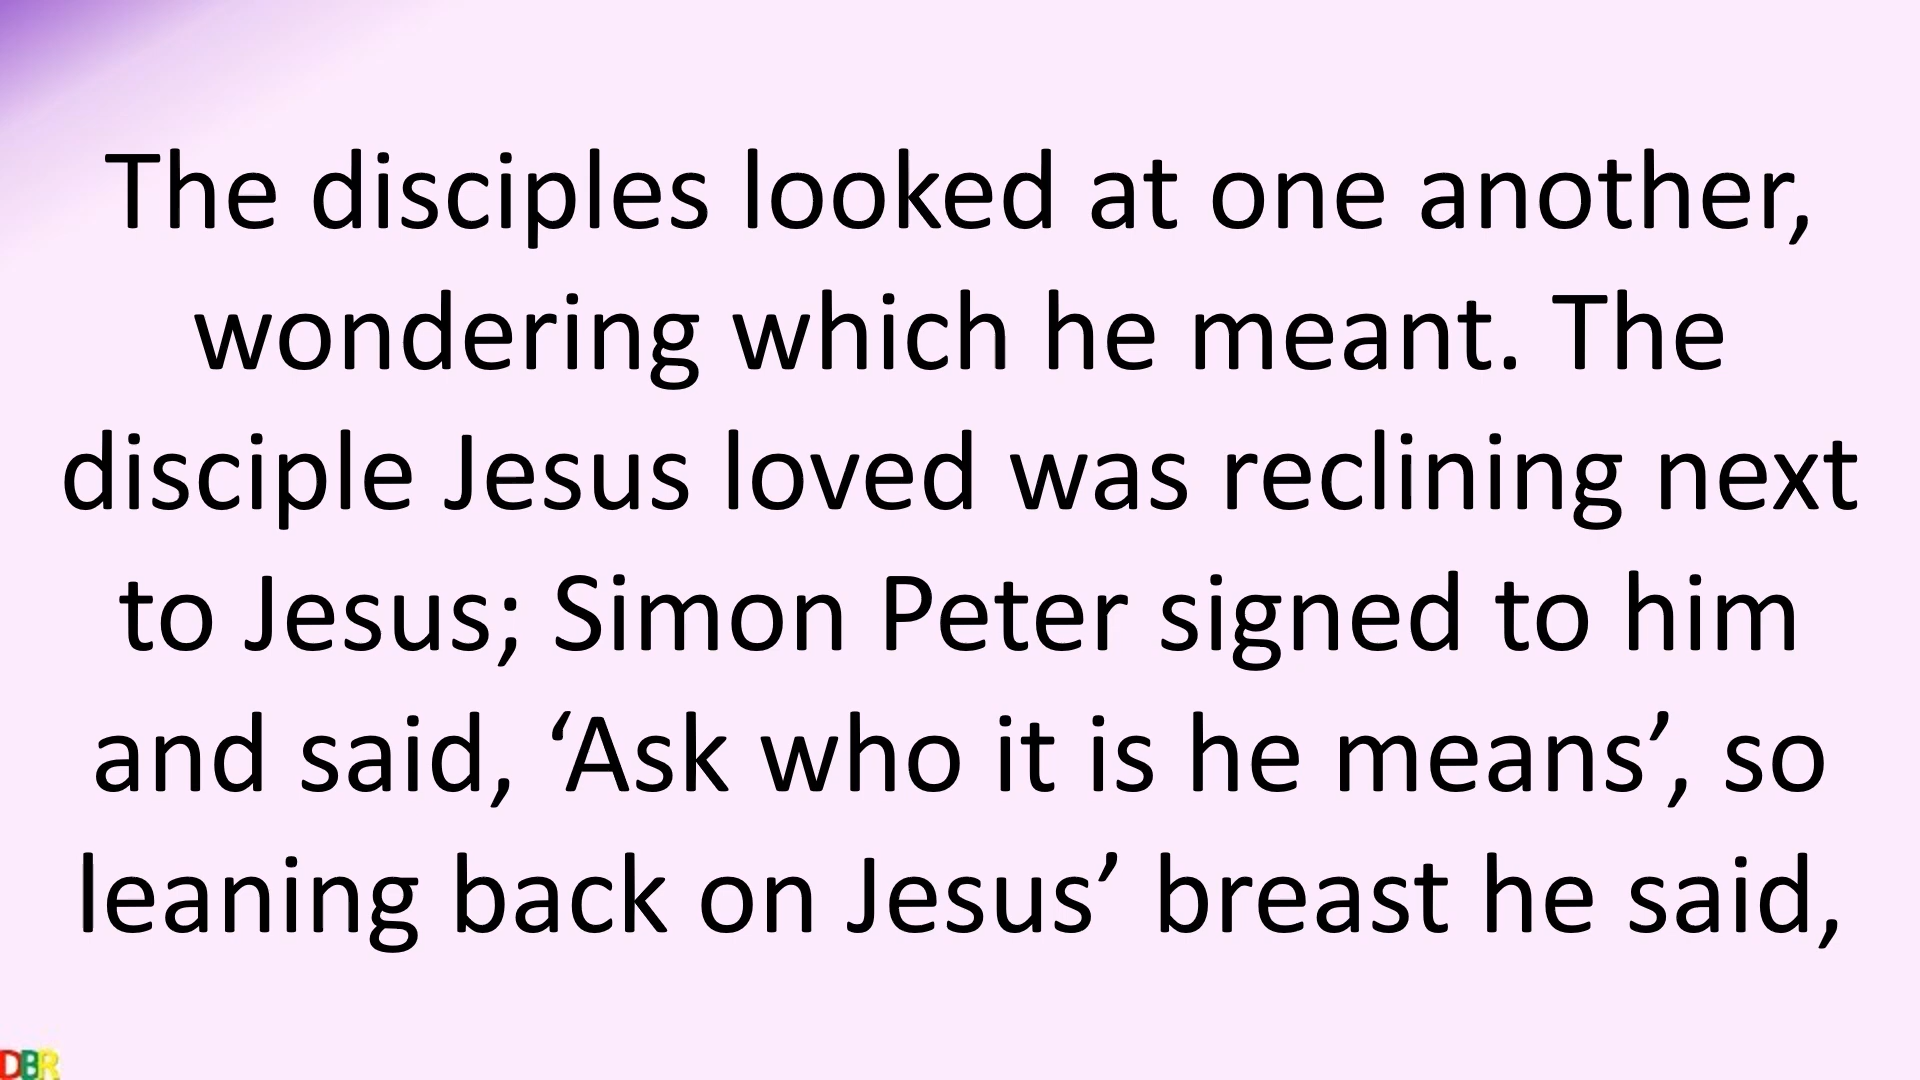 The disciples looked at one another,
wondering which he meant. The
disciple Jesus loved was reclining next
to Jesus; Simon Peter signed to him
and said, ‘Ask who it is he means’, so
leaning back on Jesus’ breast he said,
DBR